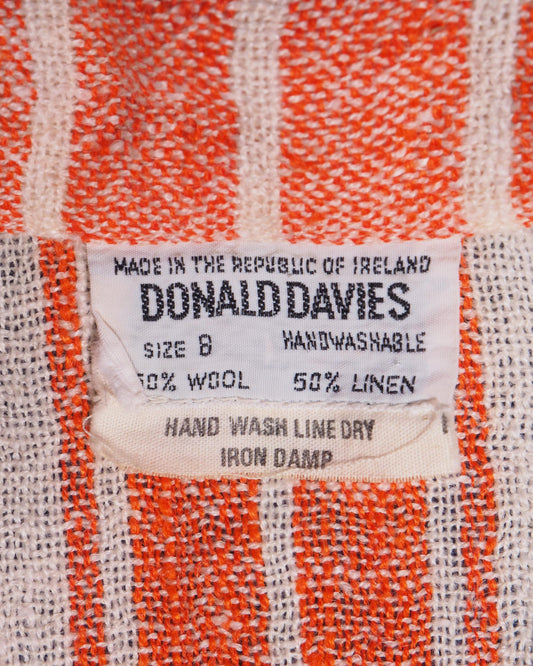 MADE IN THE REPUBLIC OF IRELAND
DONALD DAVIES
SIZE 8 HANDWASHABLE
50% WOOL 50% LINEN
HAND WASH LINE DRY
IRON DAMP